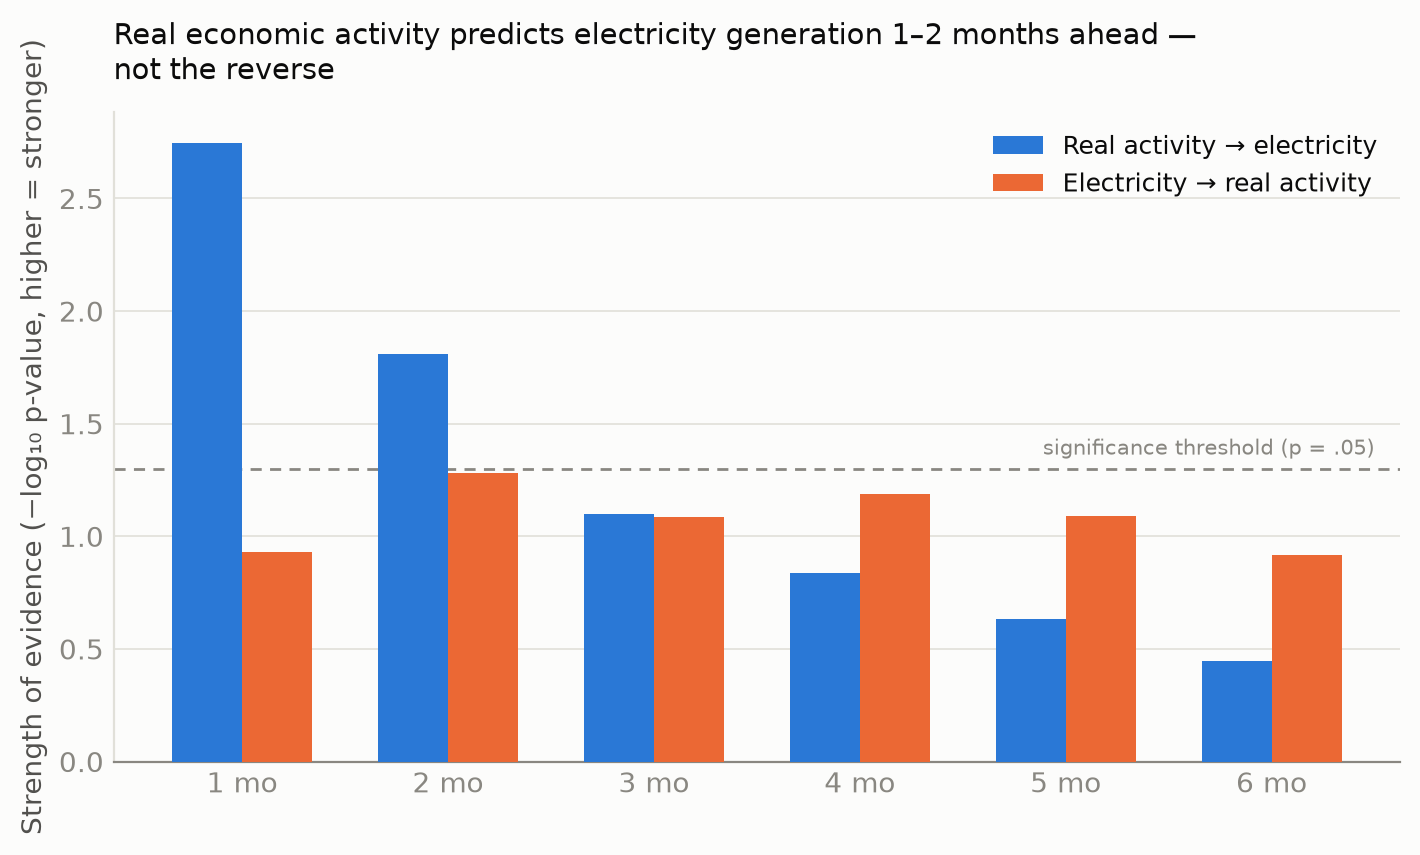 Real economic activity predicts electricity generation 1–2 months ahead —
not the reverse
Strength of evidence (−log₁₀ p-value, higher = stronger)
Real activity → electricity
Electricity → real activity
2.5
2.0
1.5
significance threshold (p = .05)
1.0
0.5
0.0
1 mo
2 mo
3 mo
4 mo
5 mo
6 mo